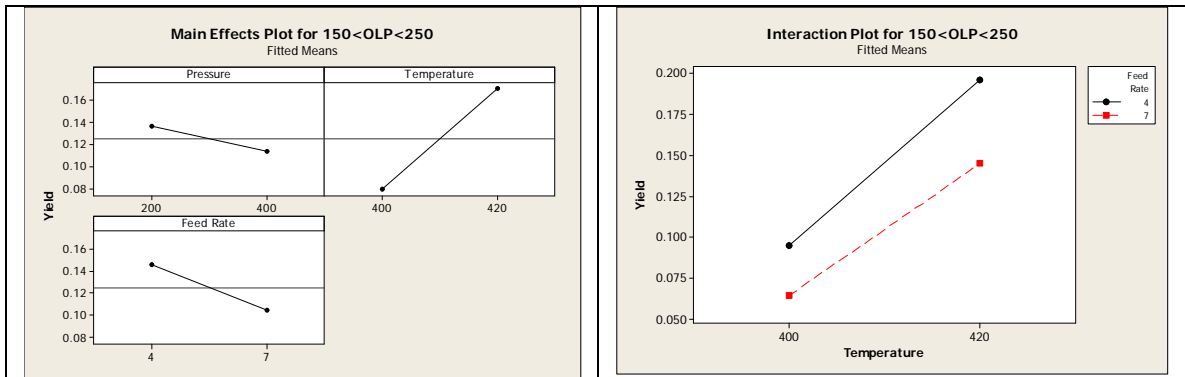 Main Effects Plot for 150<OLP<250
Fitted Means
Pressure
Temperature
0.16
0.14
0.12
0.10
0.08
200
400
400
420
Yield
Feed Rate
0.16
0.14
0.12
0.10
0.08
4
7
Interaction Plot for 150<OLP<250
Fitted Means
0.200
0.175
0.150
0.125
0.100
0.075
0.050
Yield
400
420
Temperature
Feed
Rate
4
7